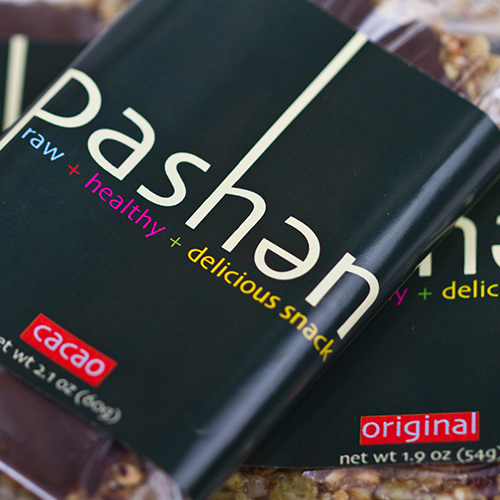 pashən
raw + healthy + delicious snack
cacao
net wt 2.1 oz (60g)
+ delic
original
net wt 1.9 oz (54g)